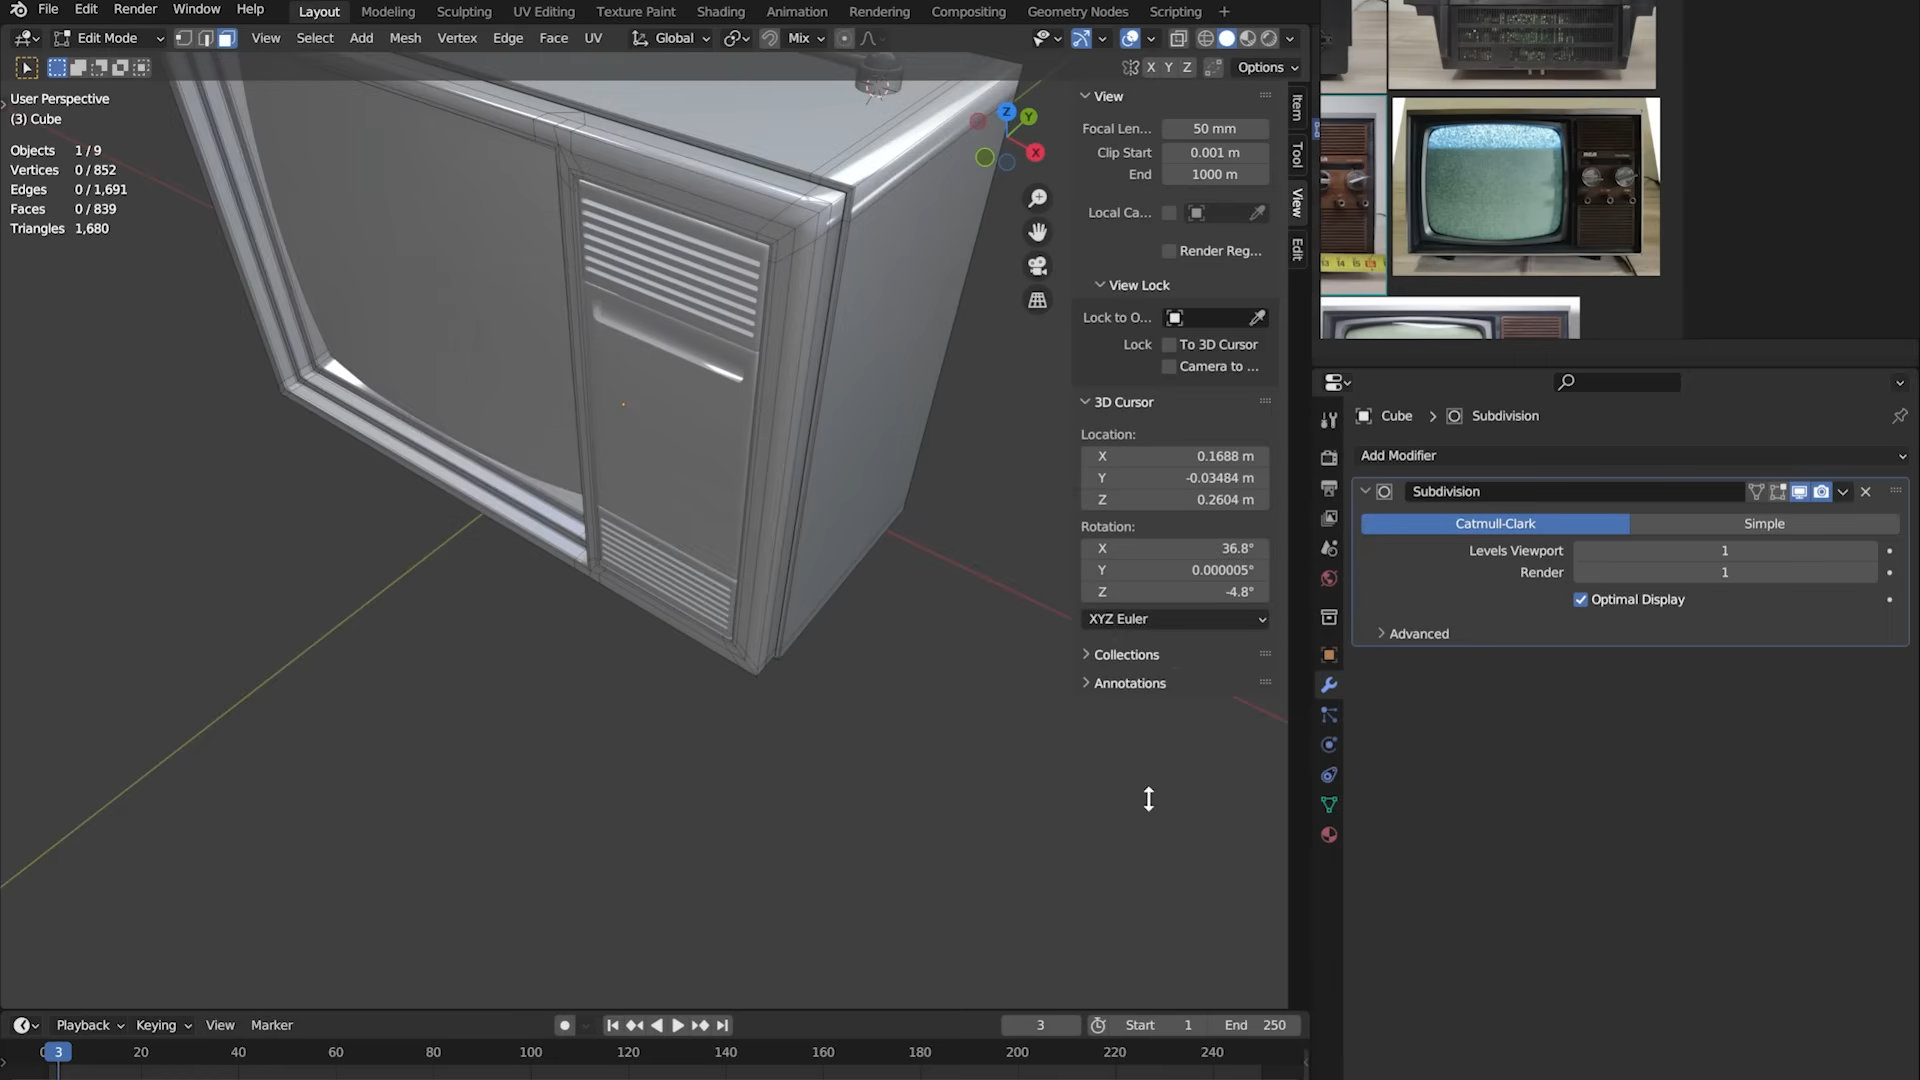 File Edit Render Window Help Layout Modeling Sculpting UV Editing Texture Paint Shading Animation Rendering Compositing Geometry Nodes Scripting +
Edit Mode View Select Add Mesh Vertex Edge Face UV Global Mix
X Y Z Options
User Perspective
(3) Cube
Objects 1 / 9
Vertices 0 / 852
Edges 0 / 1,691
Faces 0 / 839
Triangles 1,680
Z
Y
X
View
Focal Len... 50 mm
Clip Start 0.001 m
End 1000 m
Local Ca...
Render Reg...
View Lock
Lock to O...
Lock To 3D Cursor
Camera to ...
3D Cursor
Location:
X 0.1688 m
Y -0.03484 m
Z 0.2604 m
Rotation:
X 36.8°
Y 0.000005°
Z -4.8°
XYZ Euler
Collections
Annotations
Item
Tool
View
Edit
13 14 15
Cube > Subdivision
Add Modifier
Subdivision
Catmull-Clark Simple
Levels Viewport 1
Render 1
Optimal Display
Advanced
Playback Keying View Marker 3 Start 1 End 250
3 20 40 60 80 100 120 140 160 180 200 220 240